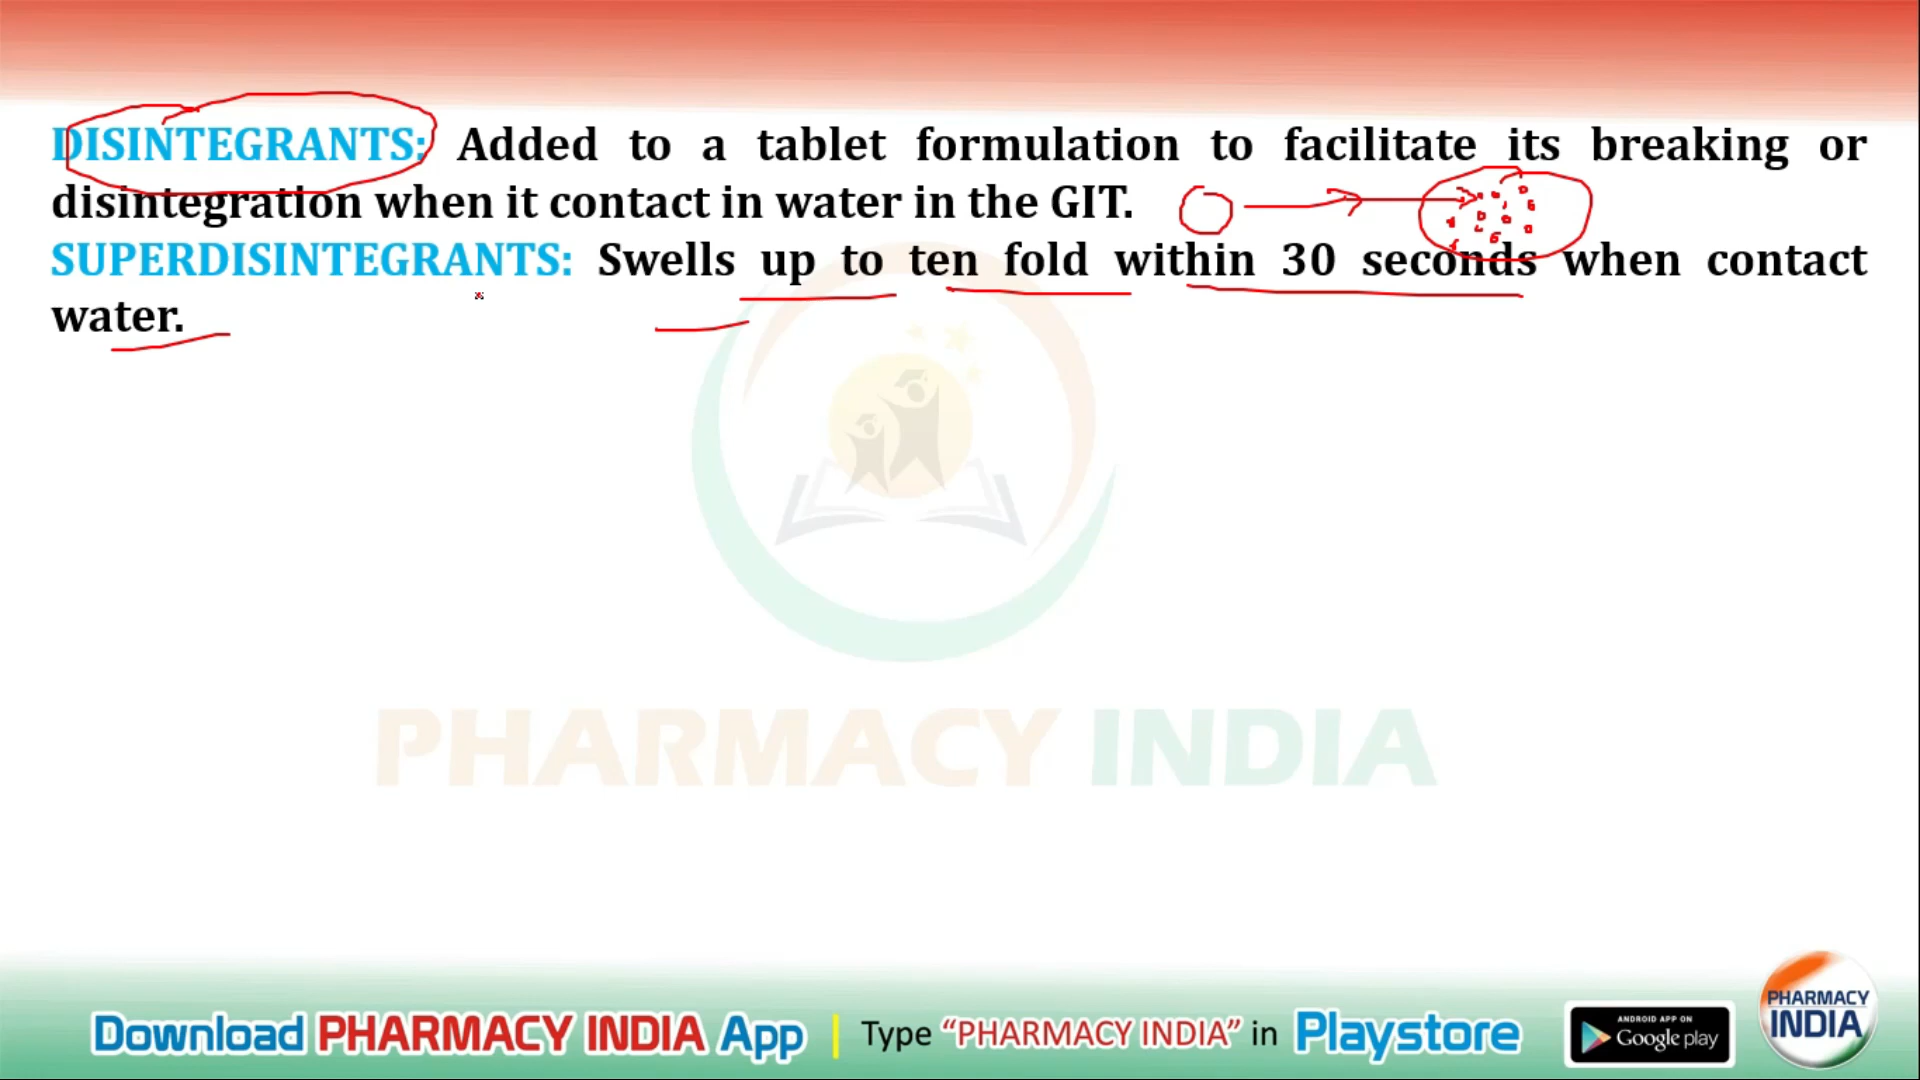 DISINTEGRANTS: Added to a tablet formulation to facilitate its breaking or
disintegration when it contact in water in the GIT.
SUPERDISINTEGRANTS: Swells up to ten fold within 30 seconds when contact
water.
PHARMACY INDIA
Download PHARMACY INDIA App | Type “PHARMACY INDIA” in Playstore
ANDROID APP ON
Google play
PHARMACY
INDIA